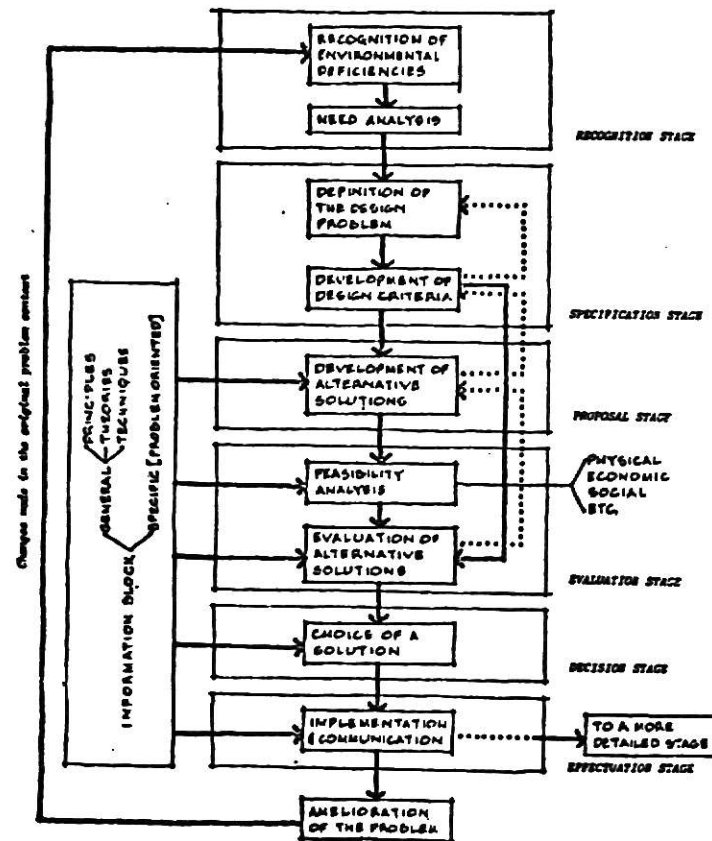 RECOGNITION OF
ENVIRONMENTAL
DEFICIENCIES
NEED ANALYSIS
RECOGNITION STAGE
DEFINITION OF
THE DESIGN
PROBLEM
DEVELOPMENT OF
DESIGN CRITERIA
SPECIFICATION STAGE
DEVELOPMENT OF
ALTERNATIVE
SOLUTIONS
PROPOSAL STAGE
FEASIBILITY
ANALYSIS
PHYSICAL
ECONOMIC
SOCIAL
ETC.
EVALUATION OF
ALTERNATIVE
SOLUTIONS
EVALUATION STAGE
CHOICE OF A
SOLUTION
DECISION STAGE
IMPLEMENTATION
& COMMUNICATION
TO A MORE
DETAILED STAGE
EFFECTUATION STAGE
AMELIORATION
OF THE PROBLEM
Changes made in the original problem context
PRINCIPLES
THEORIES
TECHNIQUES
GENERAL
SPECIFIC [PROBLEM ORIENTED]
INFORMATION BLOCK